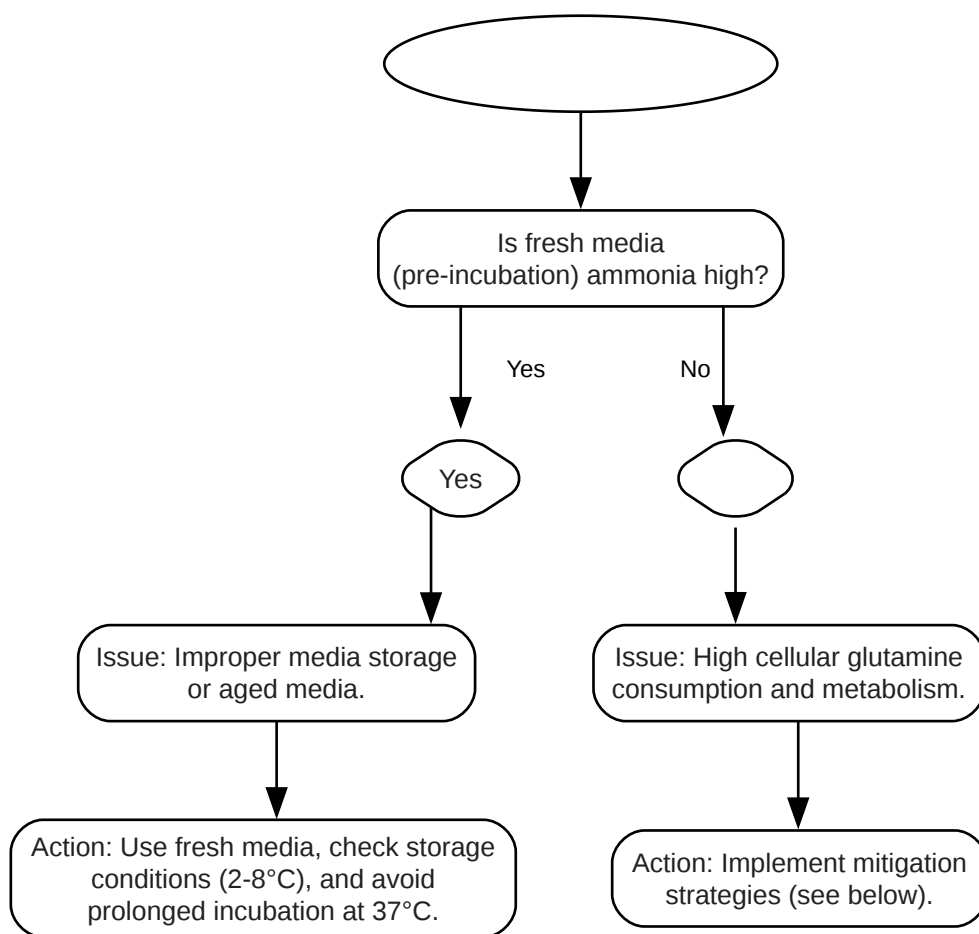 Is fresh media
(pre-incubation) ammonia high?
Yes
No
Yes
Issue: Improper media storage
or aged media.
Issue: High cellular glutamine
consumption and metabolism.
Action: Use fresh media, check storage
conditions (2-8°C), and avoid
prolonged incubation at 37°C.
Action: Implement mitigation
strategies (see below).